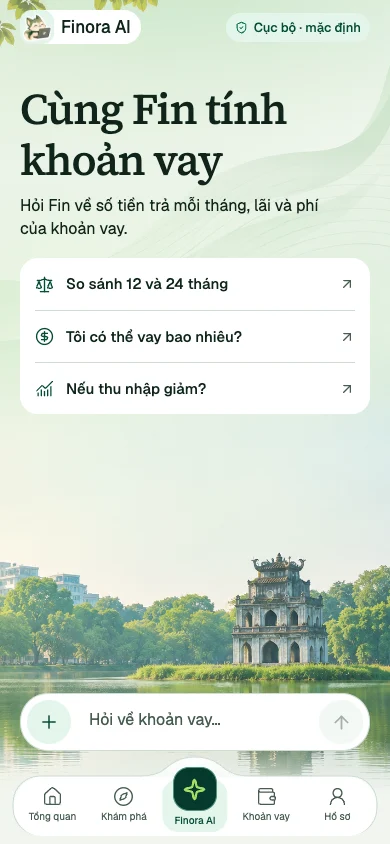 Finora AI
Cục bộ · mặc định
Cùng Fin tính
khoản vay
Hỏi Fin về số tiền trả mỗi tháng, lãi và phí
của khoản vay.
So sánh 12 và 24 tháng
Tôi có thể vay bao nhiêu?
Nếu thu nhập giảm?
Hỏi về khoản vay...
Tổng quan
Khám phá
Finora AI
Khoản vay
Hồ sơ